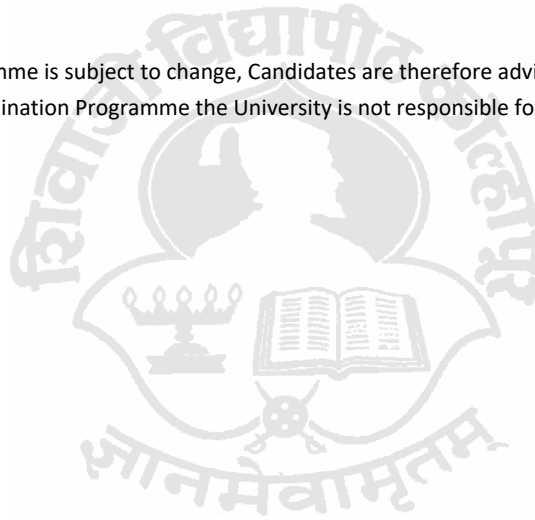 शिवाजी विद्यापीठ कोल्हापूर
mme is subject to change, Candidates are therefore advi
ination Programme the University is not responsible fo
ज्ञानमेवामृतम्